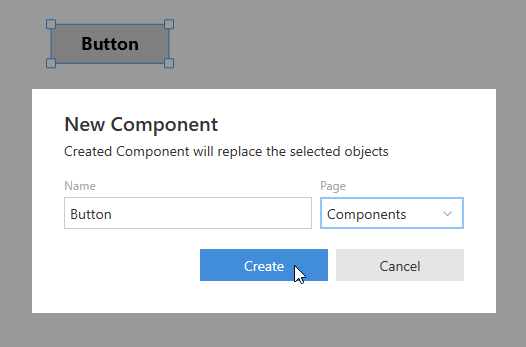 Button
New Component
Created Component will replace the selected objects
Name
Page
Button
Components
Create
Cancel